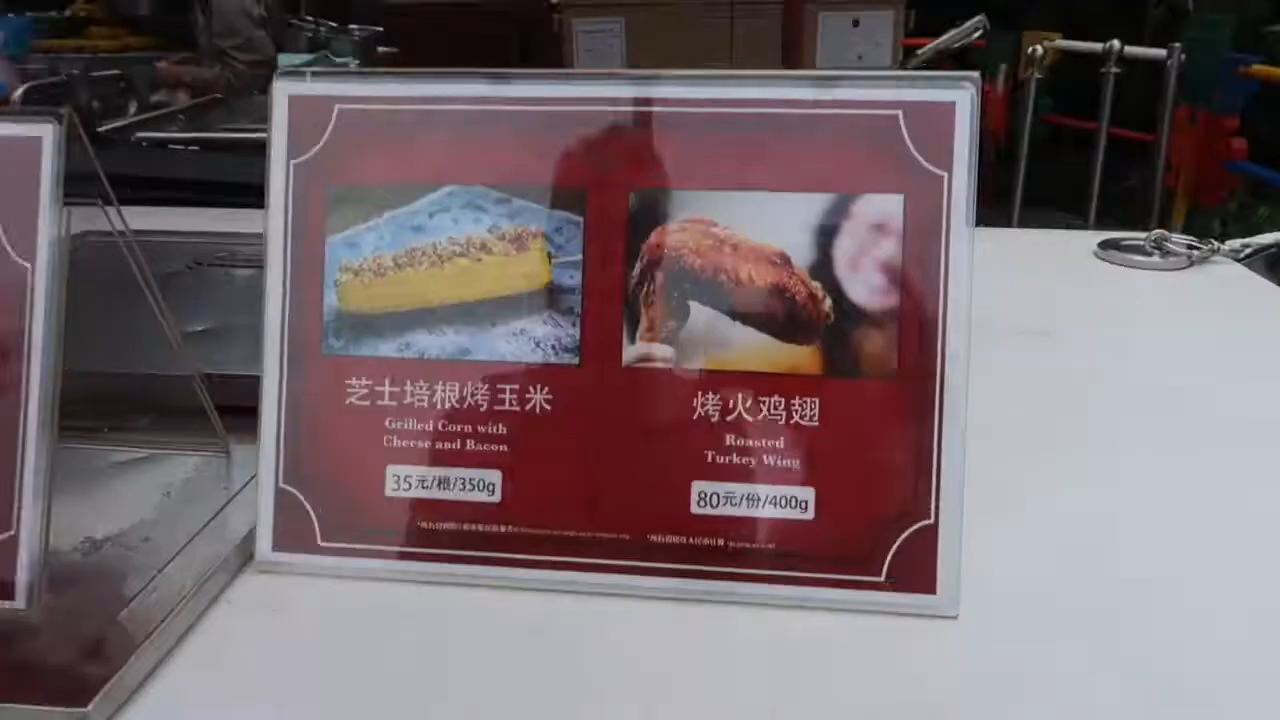 芝士培根烤玉米
Grilled Corn with
Cheese and Bacon
35元/根/350g
烤火鸡翅
Roasted
Turkey Wing
80元/份/400g